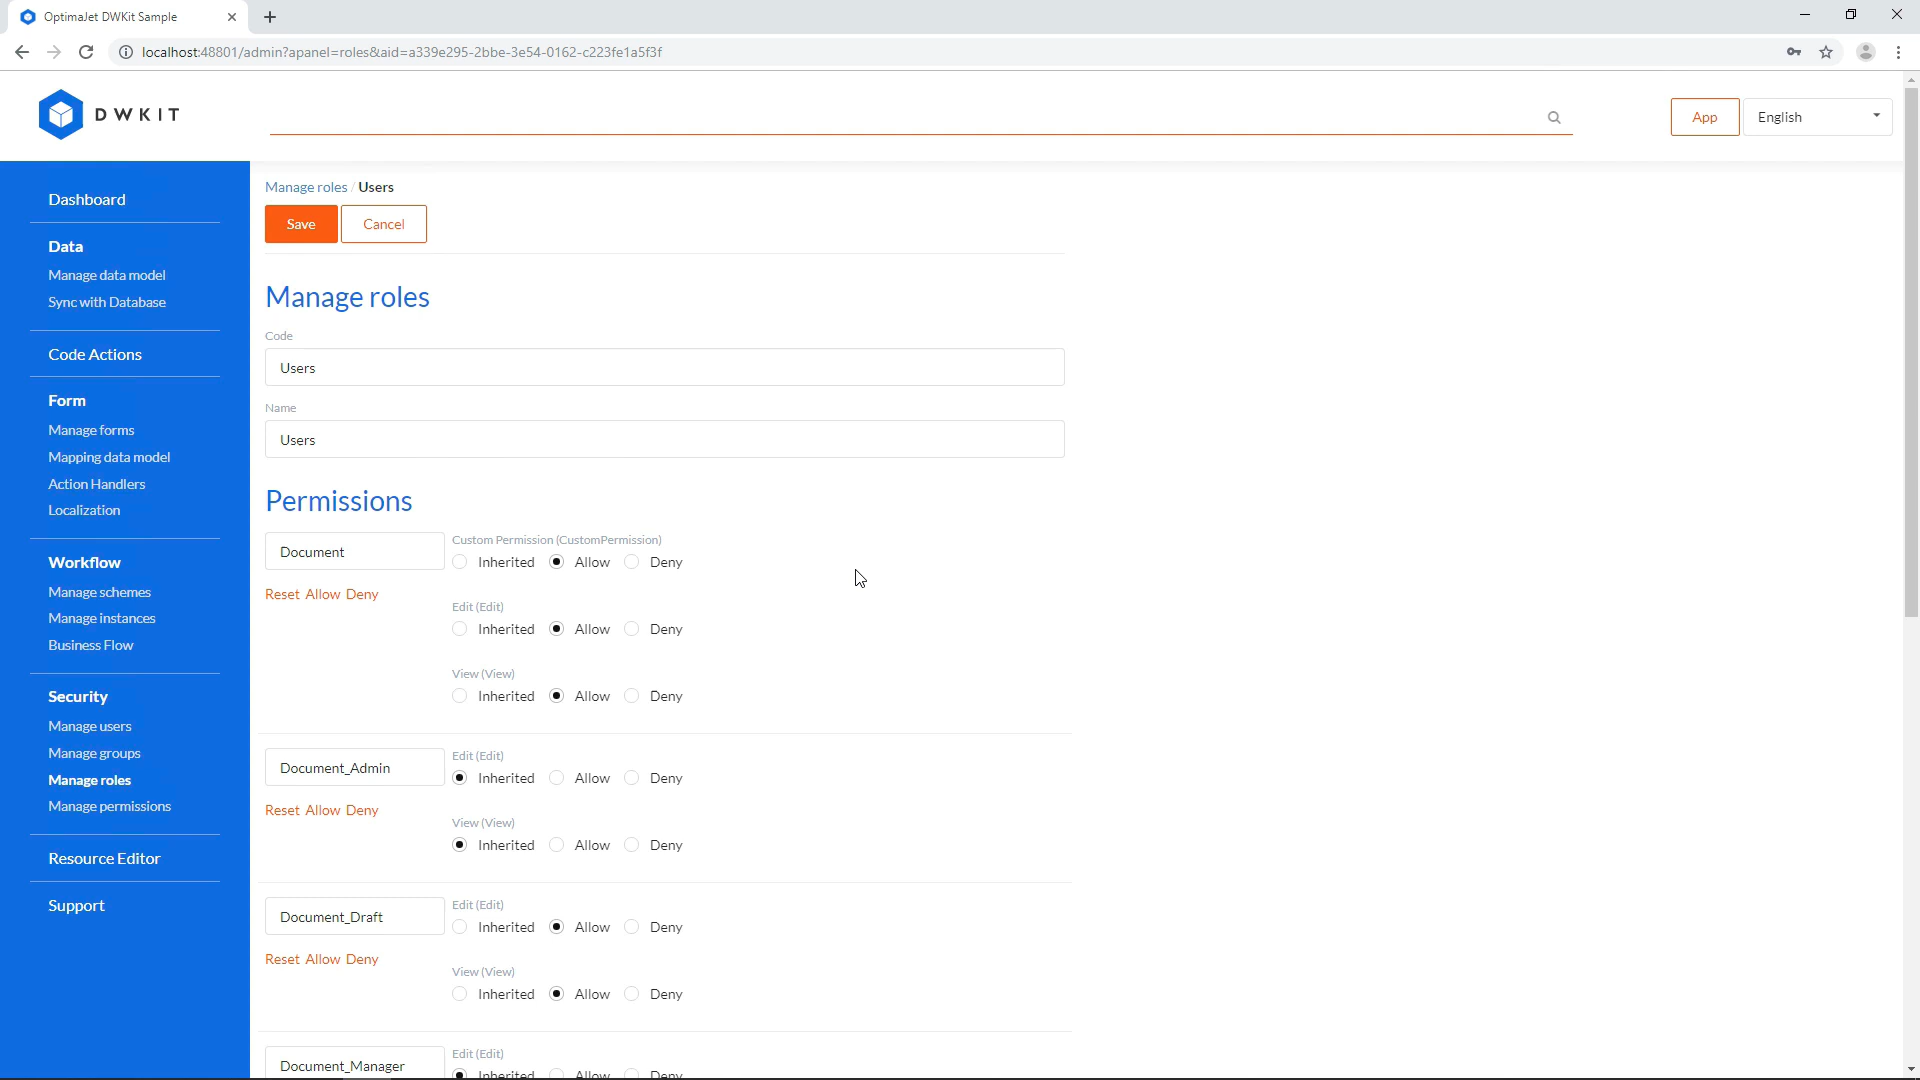 OptimaJet DWKit Sample
localhost:48801/admin?apanel=roles&aid=a339e295-2bbe-3e54-0162-c223fe1a5f3f
DWKIT
App
English
Dashboard
Data
Manage data model
Sync with Database
Code Actions
Form
Manage forms
Mapping data model
Action Handlers
Localization
Workflow
Manage schemes
Manage instances
Business Flow
Security
Manage users
Manage groups
Manage roles
Manage permissions
Resource Editor
Support
Manage roles / Users
Save Cancel
Manage roles
Code
Users
Name
Users
Permissions
Document
Reset Allow Deny
Custom Permission (CustomPermission)
Inherited Allow Deny
Edit (Edit)
Inherited Allow Deny
View (View)
Inherited Allow Deny
Document_Admin
Reset Allow Deny
Edit (Edit)
Inherited Allow Deny
View (View)
Inherited Allow Deny
Document_Draft
Reset Allow Deny
Edit (Edit)
Inherited Allow Deny
View (View)
Inherited Allow Deny
Document_Manager
Edit (Edit)
Inherited Allow Deny